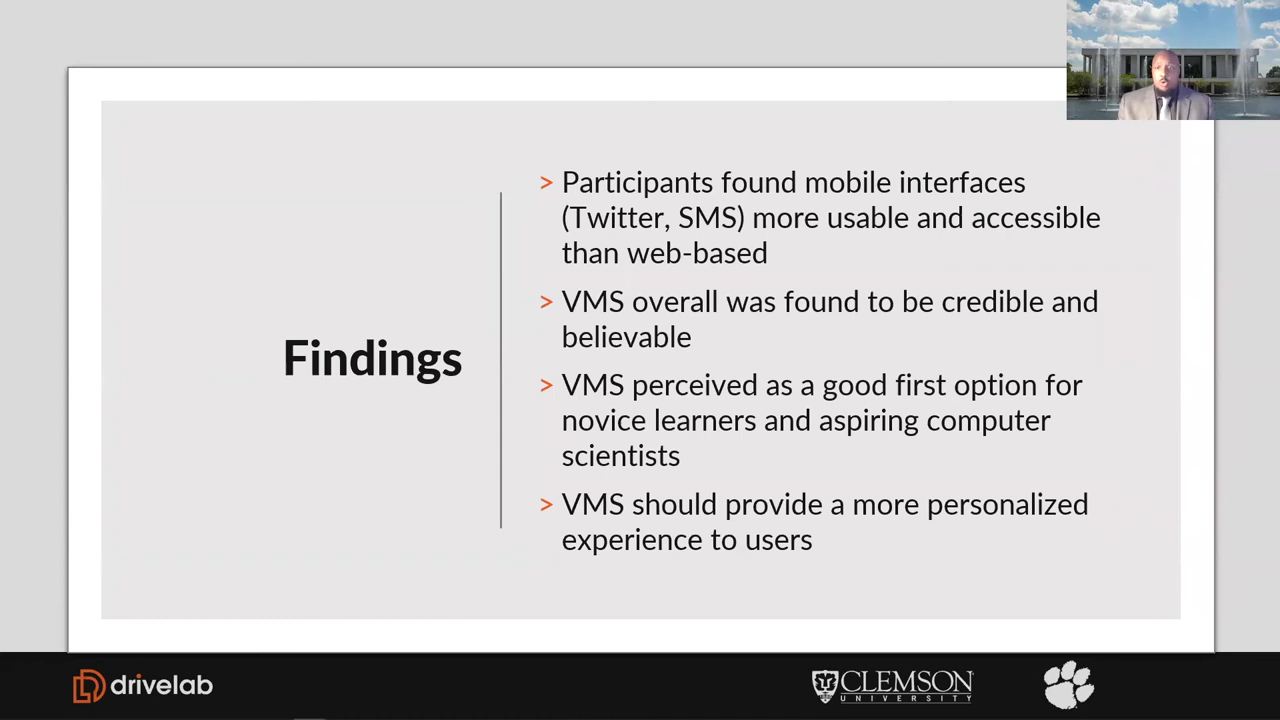 Findings
> Participants found mobile interfaces
(Twitter, SMS) more usable and accessible
than web-based
> VMS overall was found to be credible and
believable
> VMS perceived as a good first option for
novice learners and aspiring computer
scientists
> VMS should provide a more personalized
experience to users
drivelab
CLEMSON
UNIVERSITY